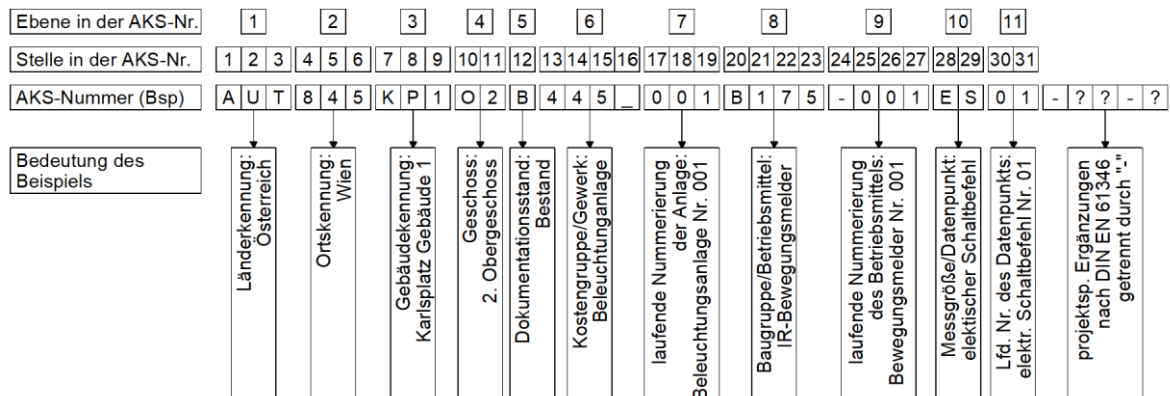 Ebene in der AKS-Nr. 1 2 3 4 5 6 7 8 9 10 11
Stelle in der AKS-Nr. 1 2 3 4 5 6 7 8 9 10 11 12 13 14 15 16 17 18 19 20 21 22 23 24 25 26 27 28 29 30 31
AKS-Nummer (Bsp) A U T 8 4 5 K P 1 O 2 B 4 4 5 _ 0 0 1 B 1 7 5 - 0 0 1 E S 0 1 - ? ? - ?
Bedeutung des
Beispiels
Länderkennung:
Österreich
Ortskennung:
Wien
Gebäudekennung:
Karlsplatz Gebäude 1
Geschoss:
2. Obergeschoss
Dokumentationsstand:
Bestand
Kostengruppe/Gewerk:
Beleuchtunganlage
laufende Nummerierung
der Anlage:
Beleuchtungsanlage Nr. 001
Baugruppe/Betriebsmittel:
IR-Bewegungsmelder
laufende Nummerierung
des Betriebsmittels:
Bewegungsmelder Nr. 001
Messgröße/Datenpunkt:
elektischer Schaltbefehl
Lfd. Nr. des Datenpunkts:
elektr. Schaltbefehl Nr. 01
projektsp. Ergänzungen
nach DIN EN 61346
getrennt durch "-"